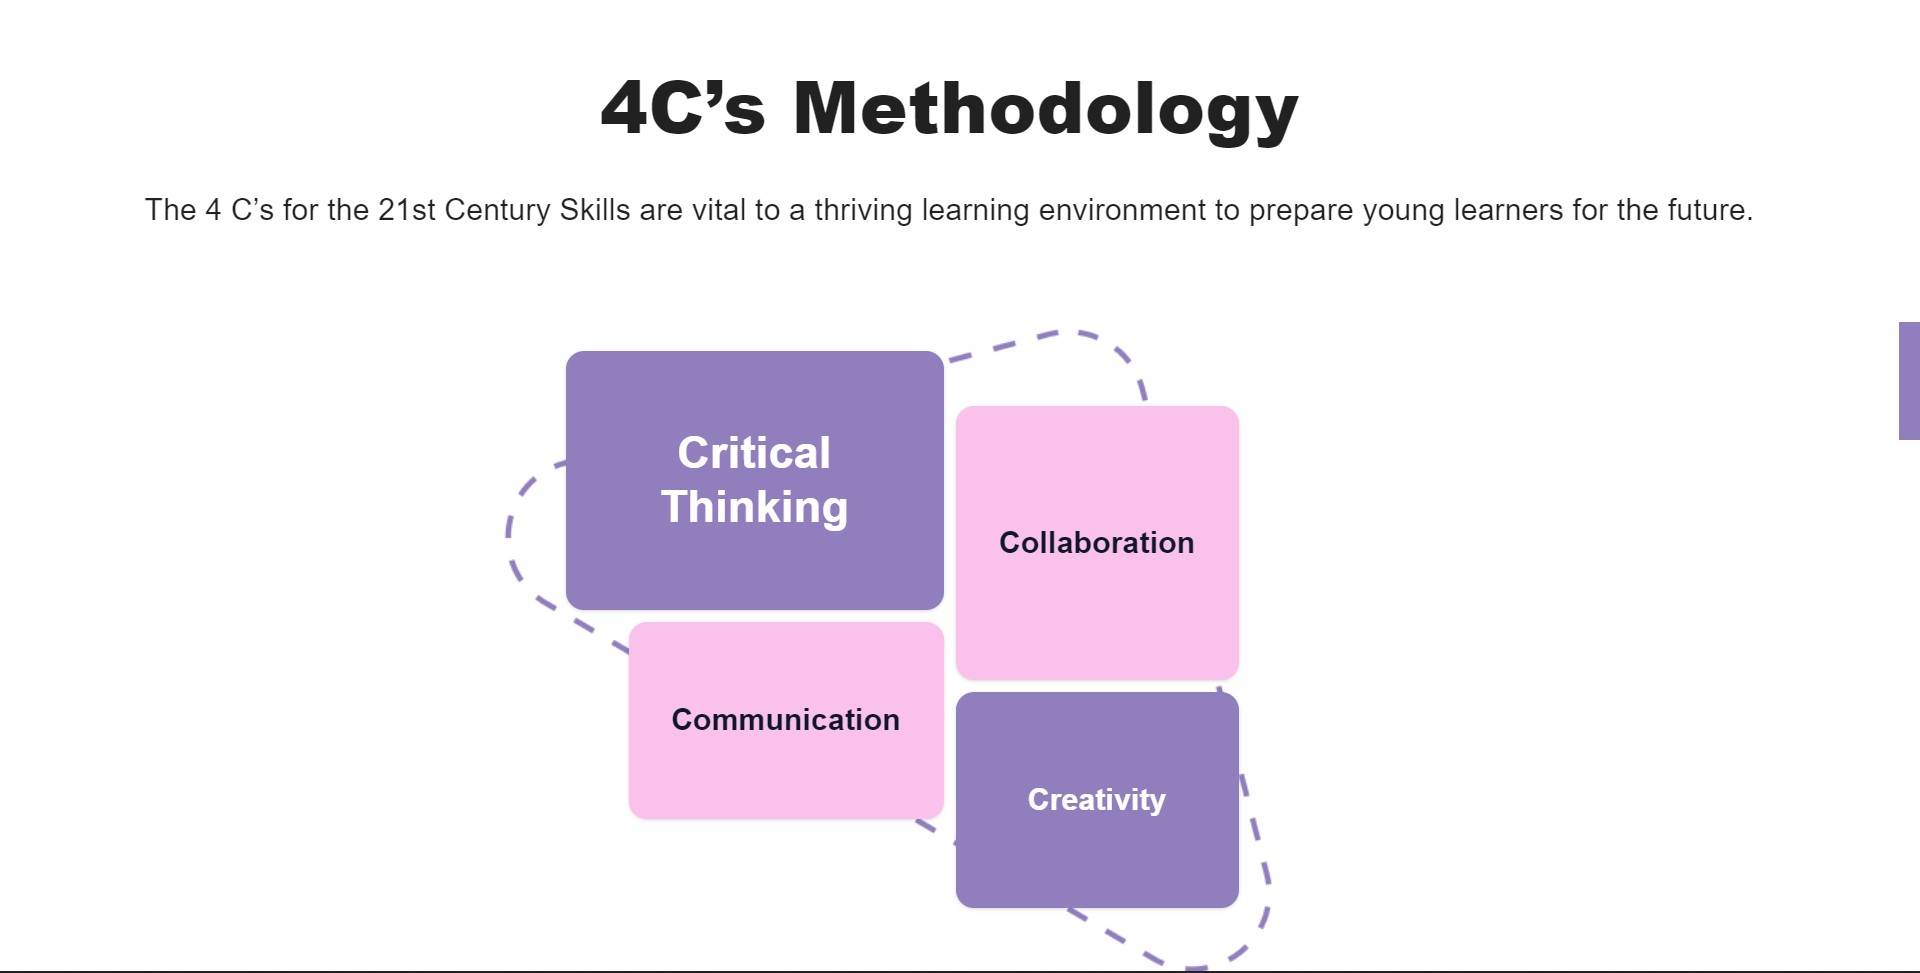 4C’s Methodology
The 4 C’s for the 21st Century Skills are vital to a thriving learning environment to prepare young learners for the future.
Critical
Thinking
Collaboration
Communication
Creativity